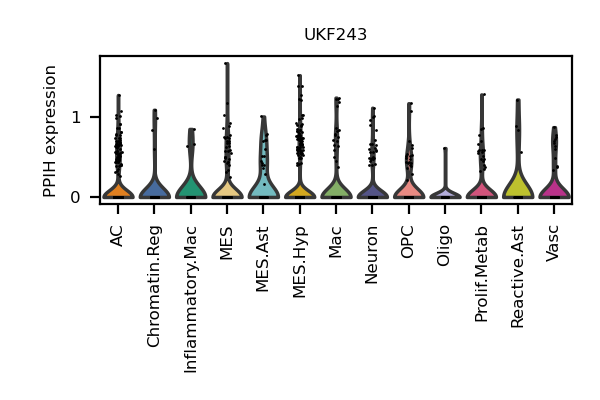 UKF243
PPIH expression
1
0
AC
Chromatin.Reg
Inflammatory.Mac
MES
MES.Ast
MES.Hyp
Mac
Neuron
OPC
Oligo
Prolif.Metab
Reactive.Ast
Vasc